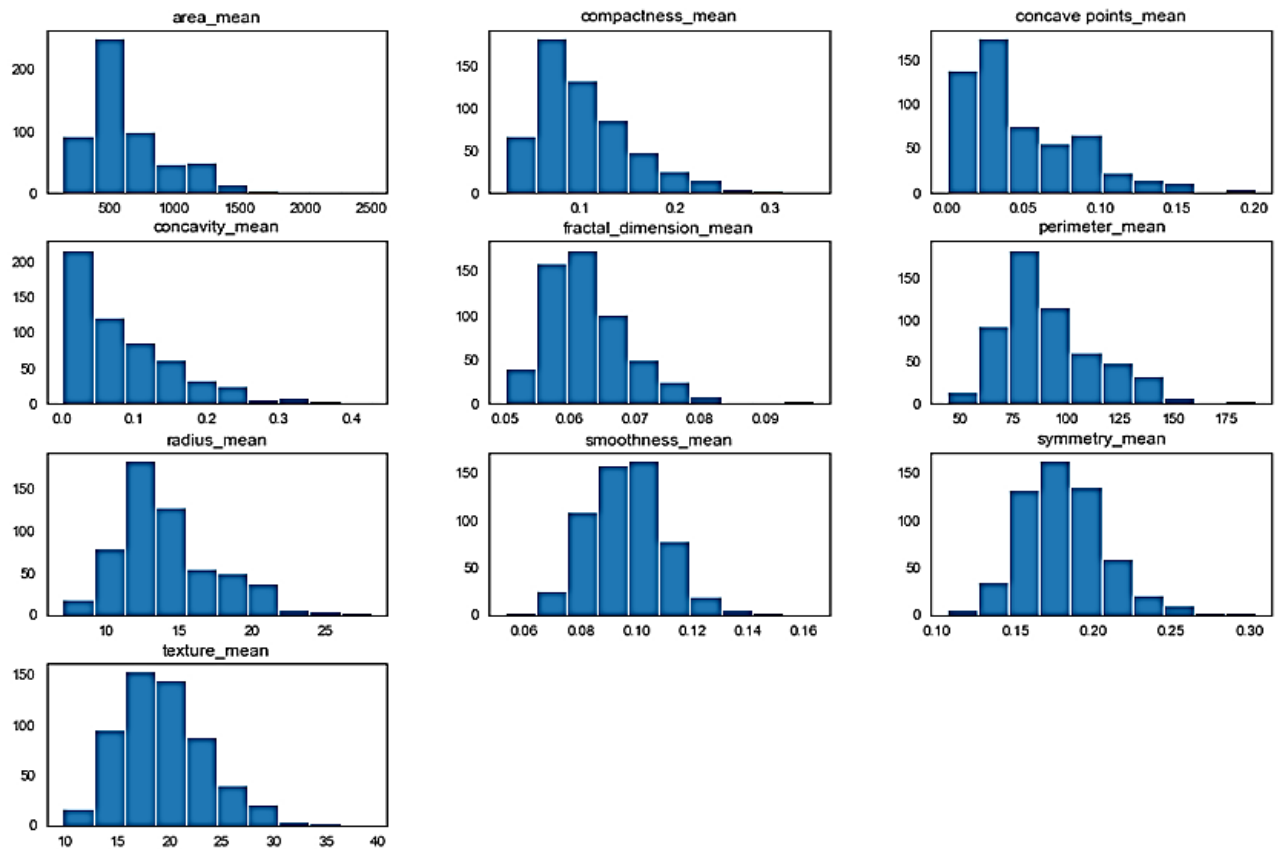 area_mean
200
100
0
500 1000 1500 2000 2500
compactness_mean
150
100
50
0
0.1 0.2 0.3
concave points_mean
150
100
50
0
0.00 0.05 0.10 0.15 0.20
concavity_mean
200
150
100
50
0
0.0 0.1 0.2 0.3 0.4
fractal_dimension_mean
150
100
50
0
0.05 0.06 0.07 0.08 0.09
perimeter_mean
150
100
50
0
50 75 100 125 150 175
radius_mean
150
100
50
0
10 15 20 25
smoothness_mean
150
100
50
0
0.06 0.08 0.10 0.12 0.14 0.16
symmetry_mean
150
100
50
0
0.10 0.15 0.20 0.25 0.30
texture_mean
150
100
50
0
10 15 20 25 30 35 40